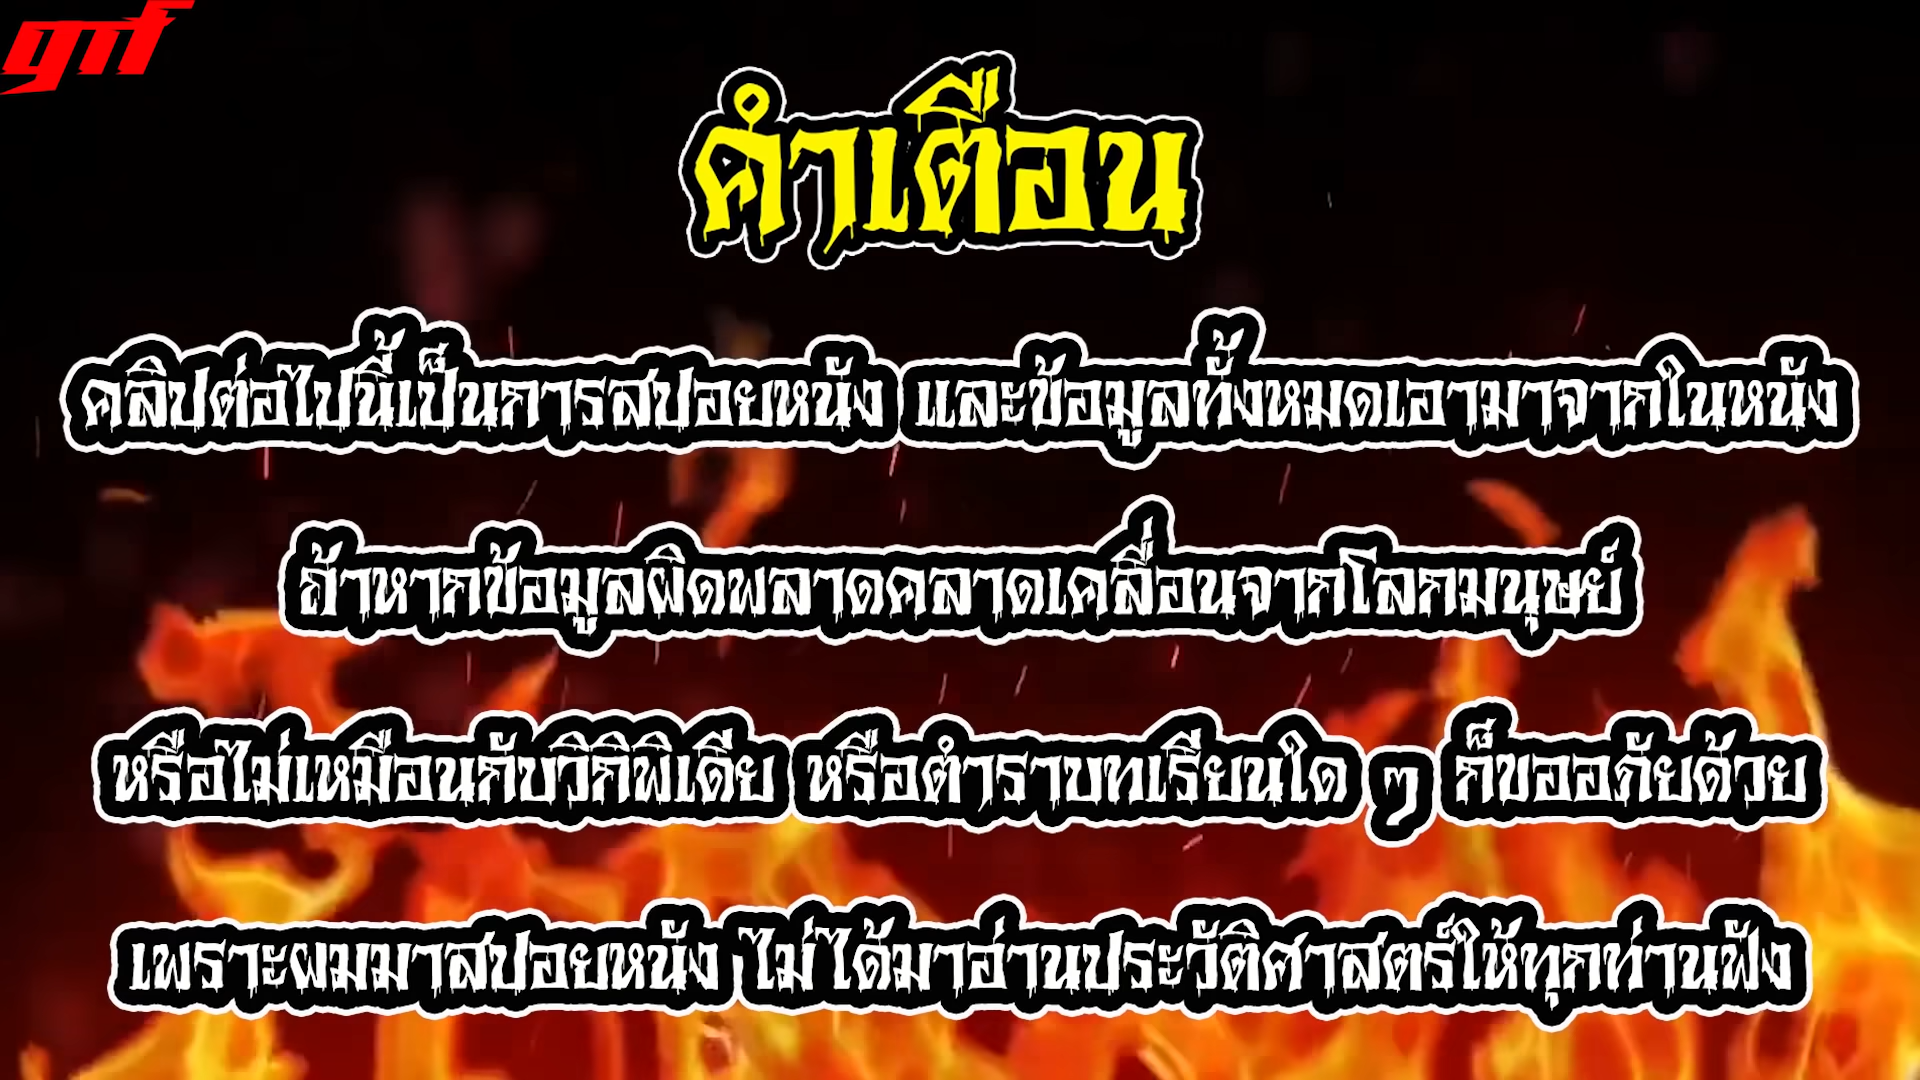 คำเตือน
คลิปต่อไปนี้เป็นการสปอยหนัง และข้อมูลทั้งหมดเอามาจากในหนัง
ถ้าหากข้อมูลผิดพลาดคลาดเคลื่อนจากโลกมนุษย์
หรือไม่เหมือนกับวิกิพีเดีย หรือตำราบทเรียนใด ๆ ก็ขออภัยด้วย
เพราะผมมาสปอยหนัง ไม่ได้มาอ่านประวัติศาสตร์ให้ทุกท่านฟัง